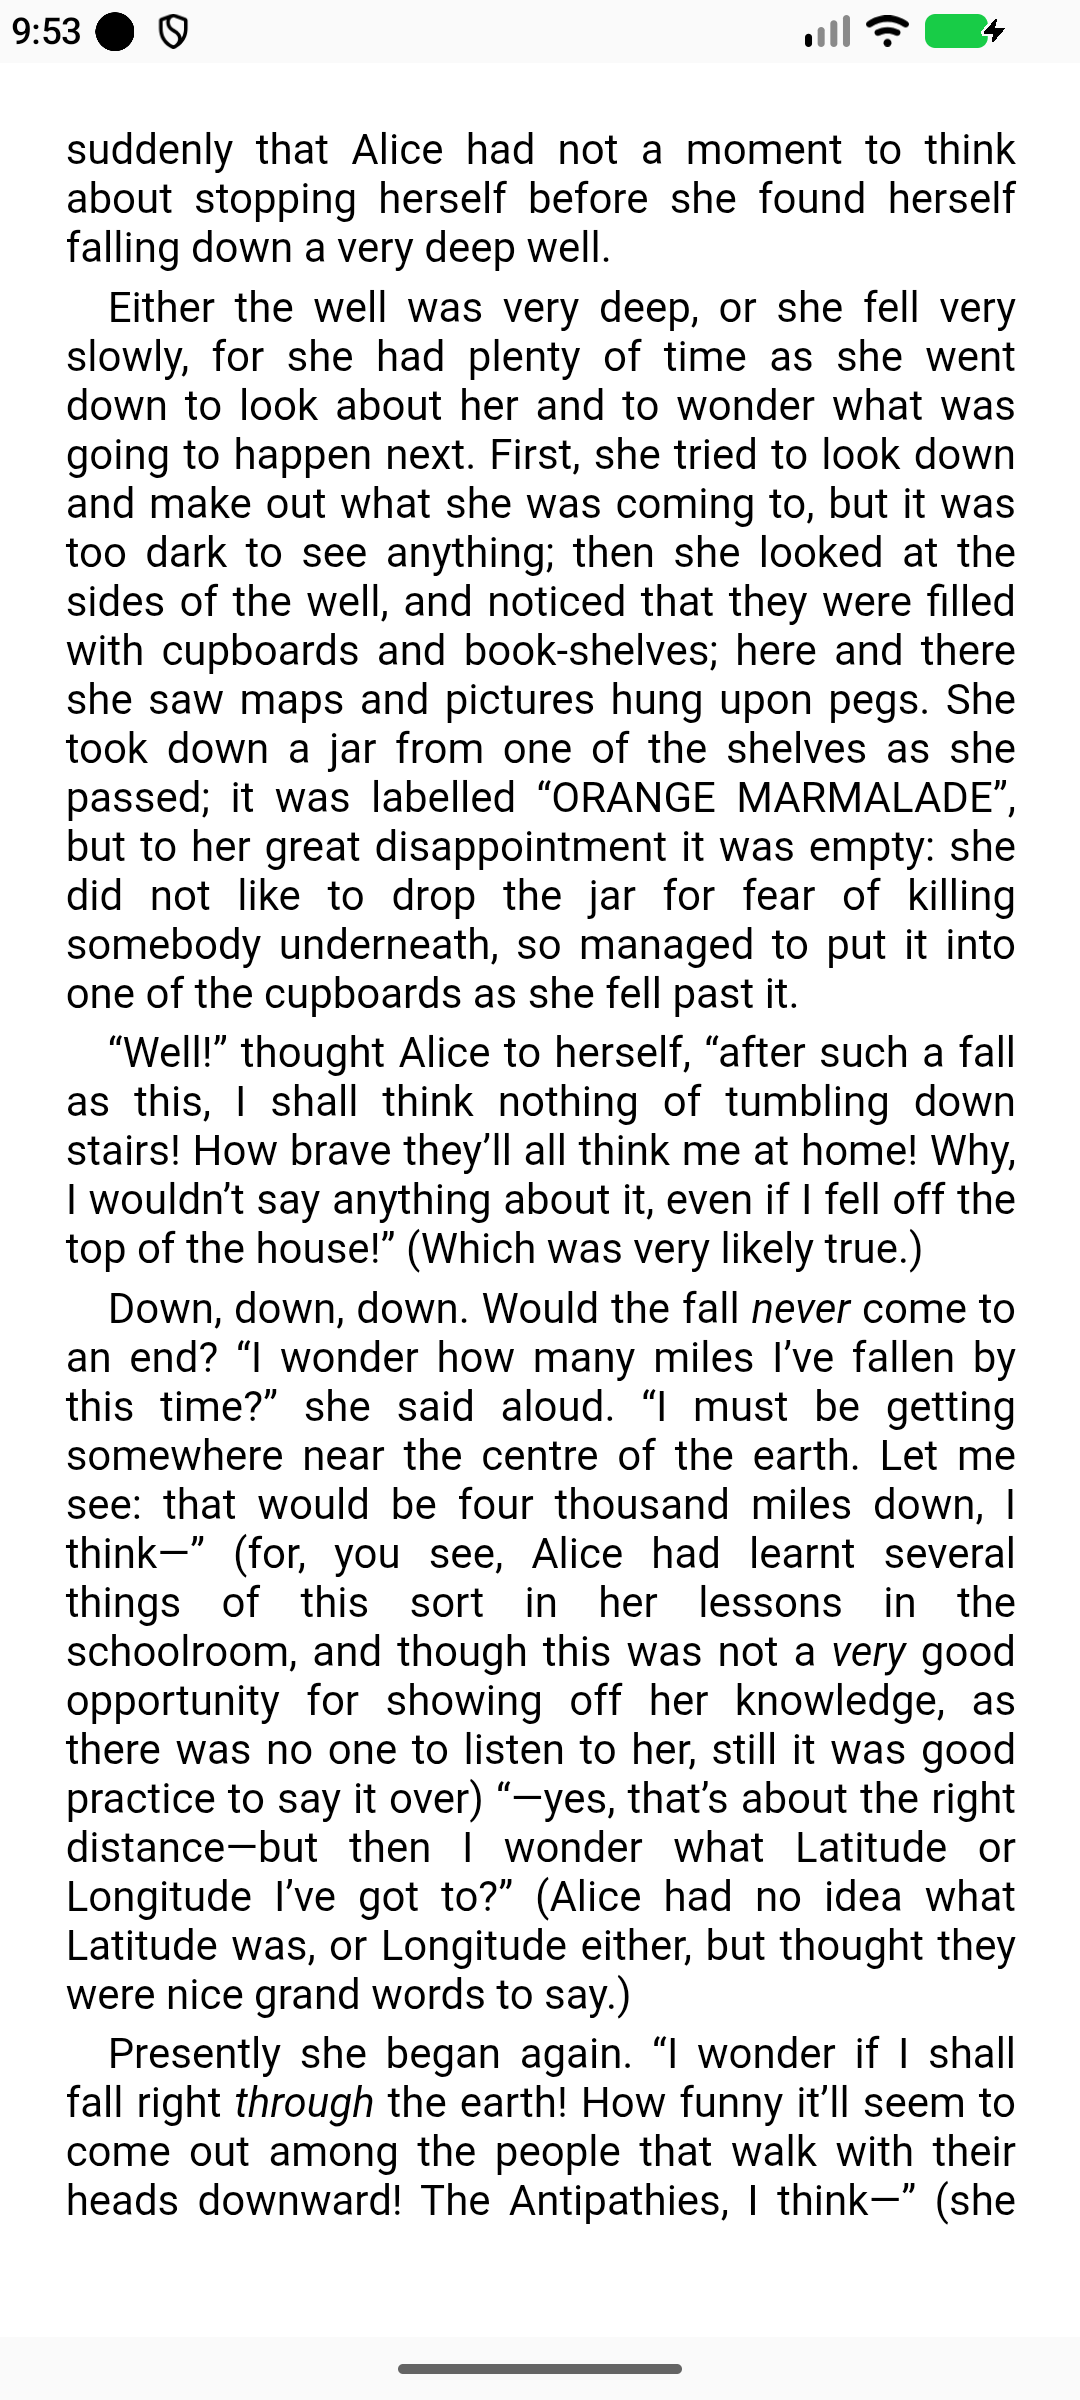 9:53
suddenly that Alice had not a moment to think
about stopping herself before she found herself
falling down a very deep well.
Either the well was very deep, or she fell very
slowly, for she had plenty of time as she went
down to look about her and to wonder what was
going to happen next. First, she tried to look down
and make out what she was coming to, but it was
too dark to see anything; then she looked at the
sides of the well, and noticed that they were filled
with cupboards and book-shelves; here and there
she saw maps and pictures hung upon pegs. She
took down a jar from one of the shelves as she
passed; it was labelled “ORANGE MARMALADE”,
but to her great disappointment it was empty: she
did not like to drop the jar for fear of killing
somebody underneath, so managed to put it into
one of the cupboards as she fell past it.
“Well!” thought Alice to herself, “after such a fall
as this, I shall think nothing of tumbling down
stairs! How brave they’ll all think me at home! Why,
I wouldn’t say anything about it, even if I fell off the
top of the house!” (Which was very likely true.)
Down, down, down. Would the fall never come to
an end? “I wonder how many miles I’ve fallen by
this time?” she said aloud. “I must be getting
somewhere near the centre of the earth. Let me
see: that would be four thousand miles down, I
think—” (for, you see, Alice had learnt several
things of this sort in her lessons in the
schoolroom, and though this was not a very good
opportunity for showing off her knowledge, as
there was no one to listen to her, still it was good
practice to say it over) “—yes, that’s about the right
distance—but then I wonder what Latitude or
Longitude I’ve got to?” (Alice had no idea what
Latitude was, or Longitude either, but thought they
were nice grand words to say.)
Presently she began again. “I wonder if I shall
fall right through the earth! How funny it’ll seem to
come out among the people that walk with their
heads downward! The Antipathies, I think—” (she